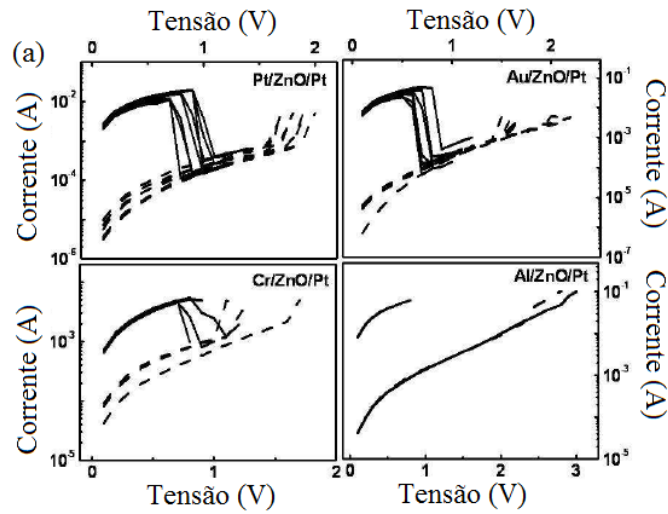 Tensão (V)
Tensão (V)
0 1 2
0 1 2
(a)
Pt/ZnO/Pt
Au/ZnO/Pt
Corrente (A)
10⁻²
10⁻⁴
10⁻⁶
10⁻¹
10⁻³
10⁻⁵
10⁻⁷
Corrente (A)
Cr/ZnO/Pt
Al/ZnO/Pt
Corrente (A)
10⁻³
10⁻⁵
10⁻¹
10⁻³
10⁻⁵
Corrente (A)
0 1 2
0 1 2 3
Tensão (V)
Tensão (V)